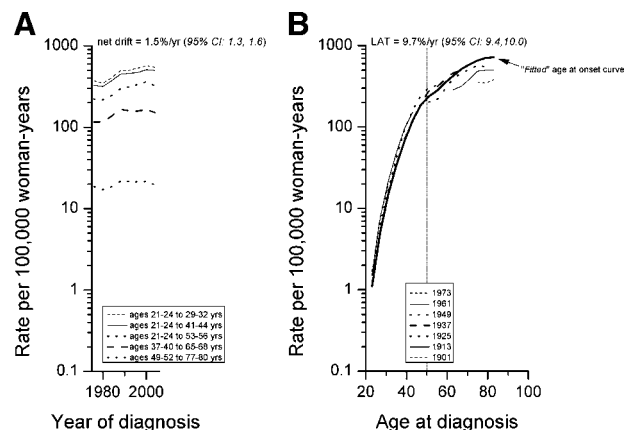 A
net drift = 1.5%/yr (95% CI: 1.3, 1.6)
Rate per 100,000 woman-years
1000
100
10
1
0.1
ages 21-24 to 29-32 yrs
ages 21-24 to 41-44 yrs
ages 21-24 to 53-56 yrs
ages 37-40 to 65-68 yrs
ages 49-52 to 77-80 yrs
1980 2000
Year of diagnosis
B
LAT = 9.7%/yr (95% CI: 9.4,10.0)
Rate per 100,000 woman-years
1000
100
10
1
0.1
"Fitted" age at onset curve
1973
1961
1949
1937
1925
1913
1901
20 40 60 80 100
Age at diagnosis